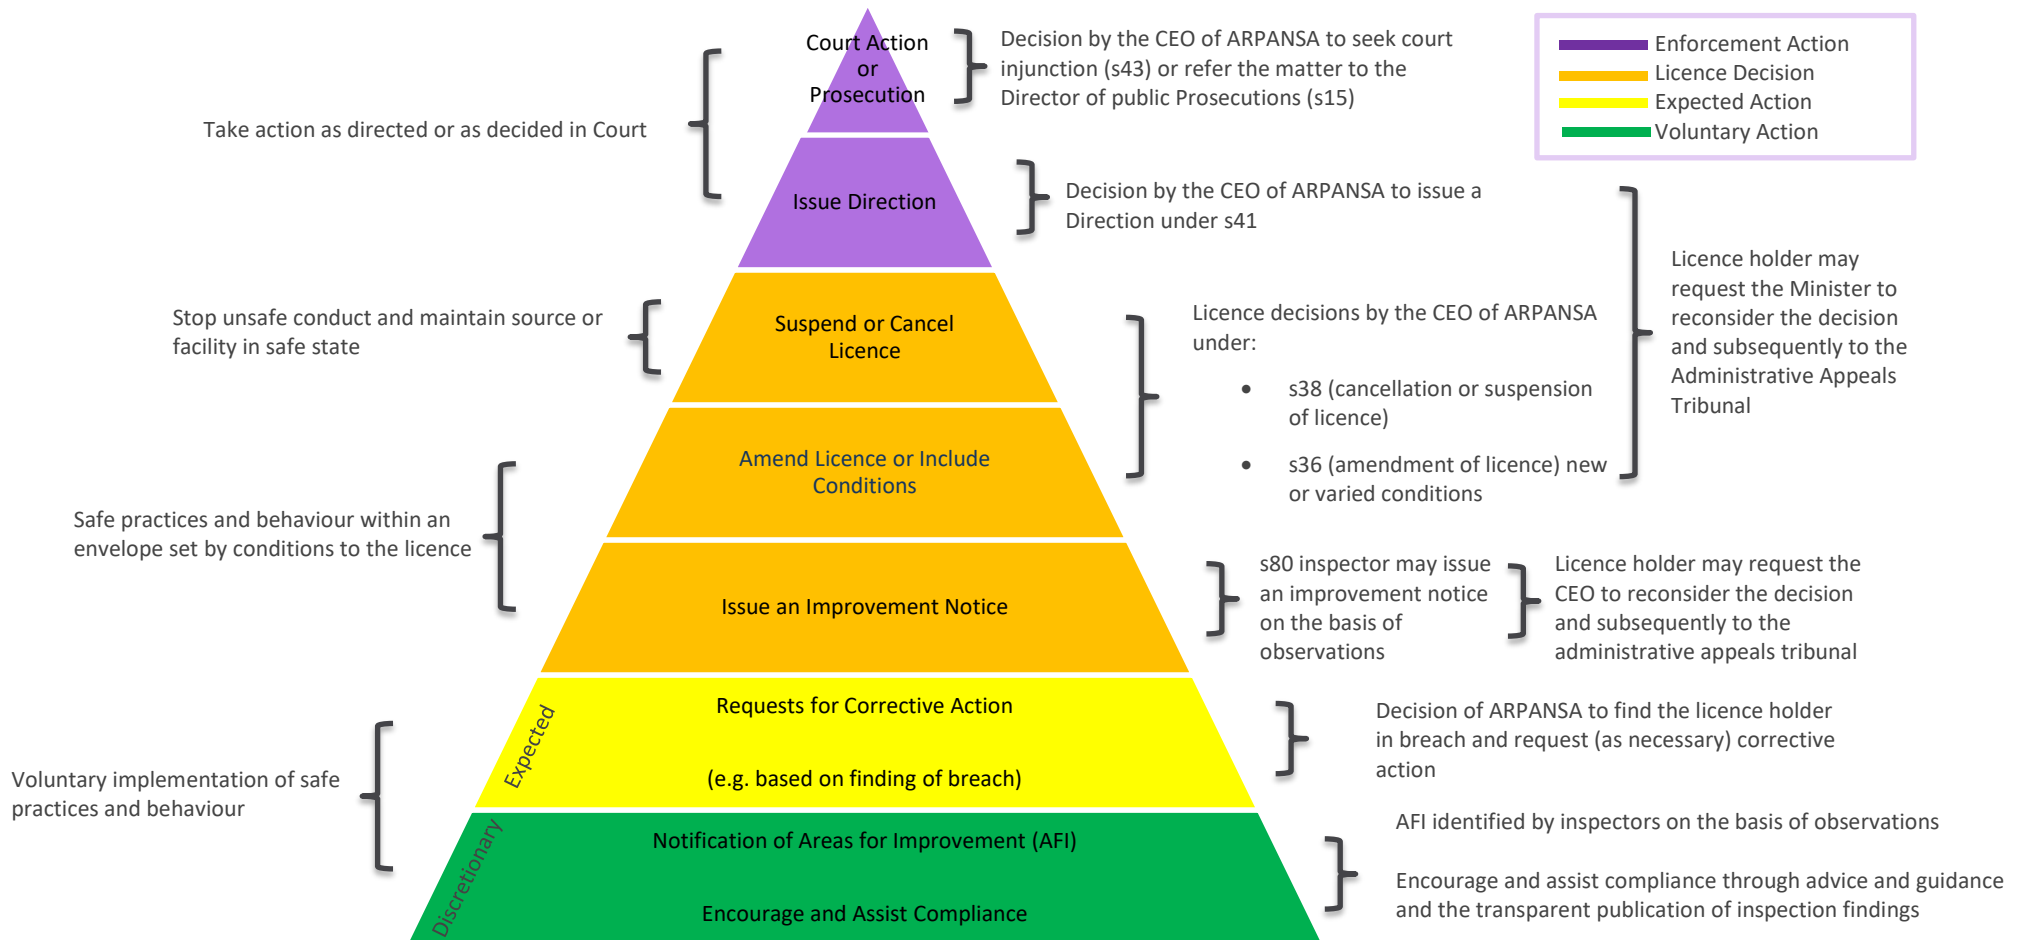 Court Action
or
Prosecution
Decision by the CEO of ARPANSA to seek court
injunction (s43) or refer the matter to the
Director of public Prosecutions (s15)
Enforcement Action
Licence Decision
Expected Action
Voluntary Action
Take action as directed or as decided in Court
Issue Direction
Decision by the CEO of ARPANSA to issue a
Direction under s41
Licence holder may
request the Minister to
reconsider the decision
and subsequently to the
Administrative Appeals
Tribunal
Stop unsafe conduct and maintain source or
facility in safe state
Suspend or Cancel
Licence
Licence decisions by the CEO of ARPANSA
under:
• s38 (cancellation or suspension
of licence)
• s36 (amendment of licence) new
or varied conditions
Amend Licence or Include
Conditions
Safe practices and behaviour within an
envelope set by conditions to the licence
Issue an Improvement Notice
s80 inspector may issue
an improvement notice
on the basis of
observations
Licence holder may request the
CEO to reconsider the decision
and subsequently to the
administrative appeals tribunal
Expected
Requests for Corrective Action
(e.g. based on finding of breach)
Decision of ARPANSA to find the licence holder
in breach and request (as necessary) corrective
action
Voluntary implementation of safe
practices and behaviour
Discretionary
Notification of Areas for Improvement (AFI)
Encourage and Assist Compliance
AFI identified by inspectors on the basis of observations
Encourage and assist compliance through advice and guidance
and the transparent publication of inspection findings